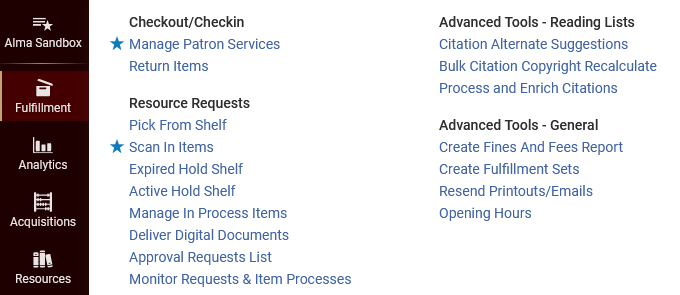 Alma Sandbox
Fulfillment
Analytics
Acquisitions
Resources
Checkout/Checkin
Manage Patron Services
Return Items
Resource Requests
Pick From Shelf
Scan In Items
Expired Hold Shelf
Active Hold Shelf
Manage In Process Items
Deliver Digital Documents
Approval Requests List
Monitor Requests & Item Processes
Advanced Tools - Reading Lists
Citation Alternate Suggestions
Bulk Citation Copyright Recalculate
Process and Enrich Citations
Advanced Tools - General
Create Fines And Fees Report
Create Fulfillment Sets
Resend Printouts/Emails
Opening Hours